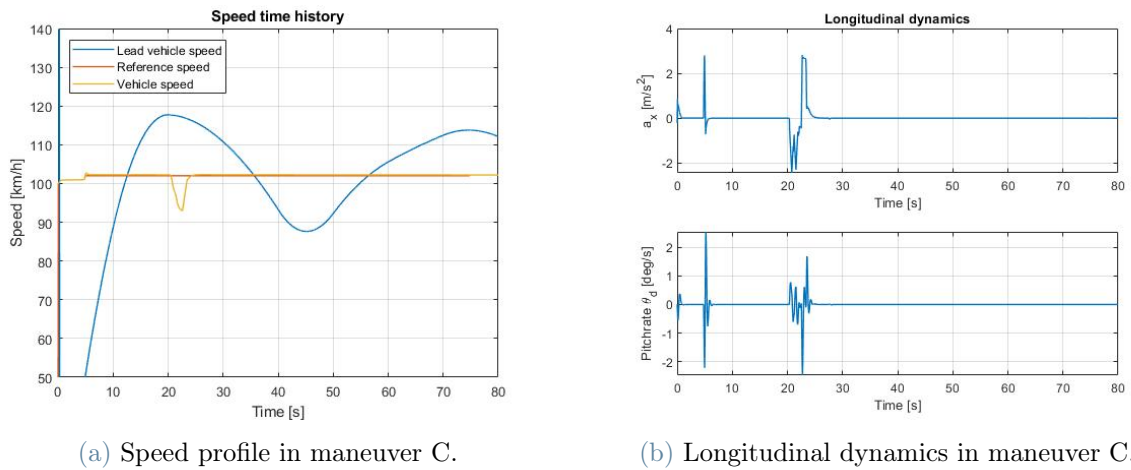 Speed time history
140
130
120
110
100
90
80
70
60
50
Speed [km/h]
Lead vehicle speed
Reference speed
Vehicle speed
0 10 20 30 40 50 60 70 80
Time [s]
(a) Speed profile in maneuver C.
Longitudinal dynamics
4
2
0
-2
a_x [m/s²]
0 10 20 30 40 50 60 70 80
Time [s]
2
1
0
-1
-2
Pitchrate θ_d [deg/s]
0 10 20 30 40 50 60 70 80
Time [s]
(b) Longitudinal dynamics in maneuver C.